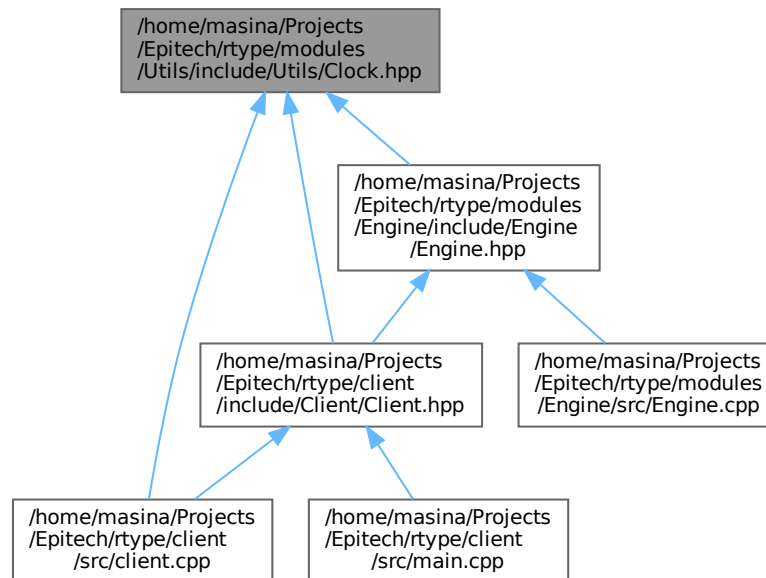 /home/masina/Projects
/Epitech/rtype/modules
/Utils/include/Utils/Clock.hpp
/home/masina/Projects
/Epitech/rtype/modules
/Engine/include/Engine
/Engine.hpp
/home/masina/Projects
/Epitech/rtype/client
/include/Client/Client.hpp
/home/masina/Projects
/Epitech/rtype/modules
/Engine/src/Engine.cpp
/home/masina/Projects
/Epitech/rtype/client
/src/client.cpp
/home/masina/Projects
/Epitech/rtype/client
/src/main.cpp